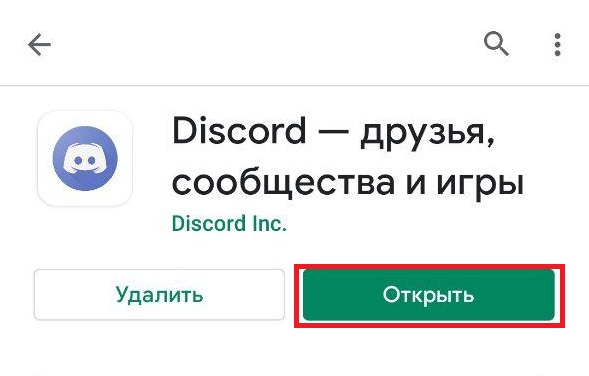 Discord — друзья,
сообщества и игры
Discord Inc.
Удалить
Открыть